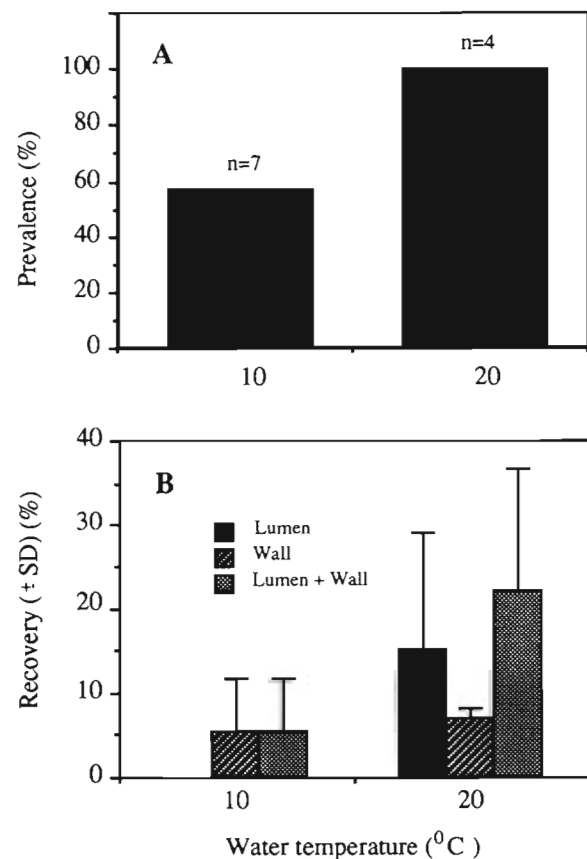 A
n=7
n=4
Prevalence (%)
100
80
60
40
20
0
10
20
B
Lumen
Wall
Lumen + Wall
Recovery (± SD) (%)
40
30
20
10
0
10
20
Water temperature (⁰C)